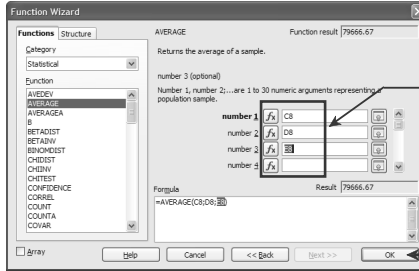 Function Wizard
Functions Structure
AVERAGE
Function result 79666.67
Category
Statistical
Returns the average of a sample.
Function
number 3 (optional)
Number 1, number 2;...are 1 to 30 numeric arguments representing a population sample.
AVEDEV
AVERAGE
AVERAGEA
B
BETADIST
BETAINV
BINOMDIST
CHIDIST
CHIINV
CHITEST
CONFIDENCE
CORREL
COUNT
COUNTA
COVAR
number 1 fx C8
number 2 fx D8
number 3 fx E8
number 4 fx
Formula
Result 79666.67
=AVERAGE(C8;D8;E8)
Array
Help
Cancel
<< Back
Next >>
OK